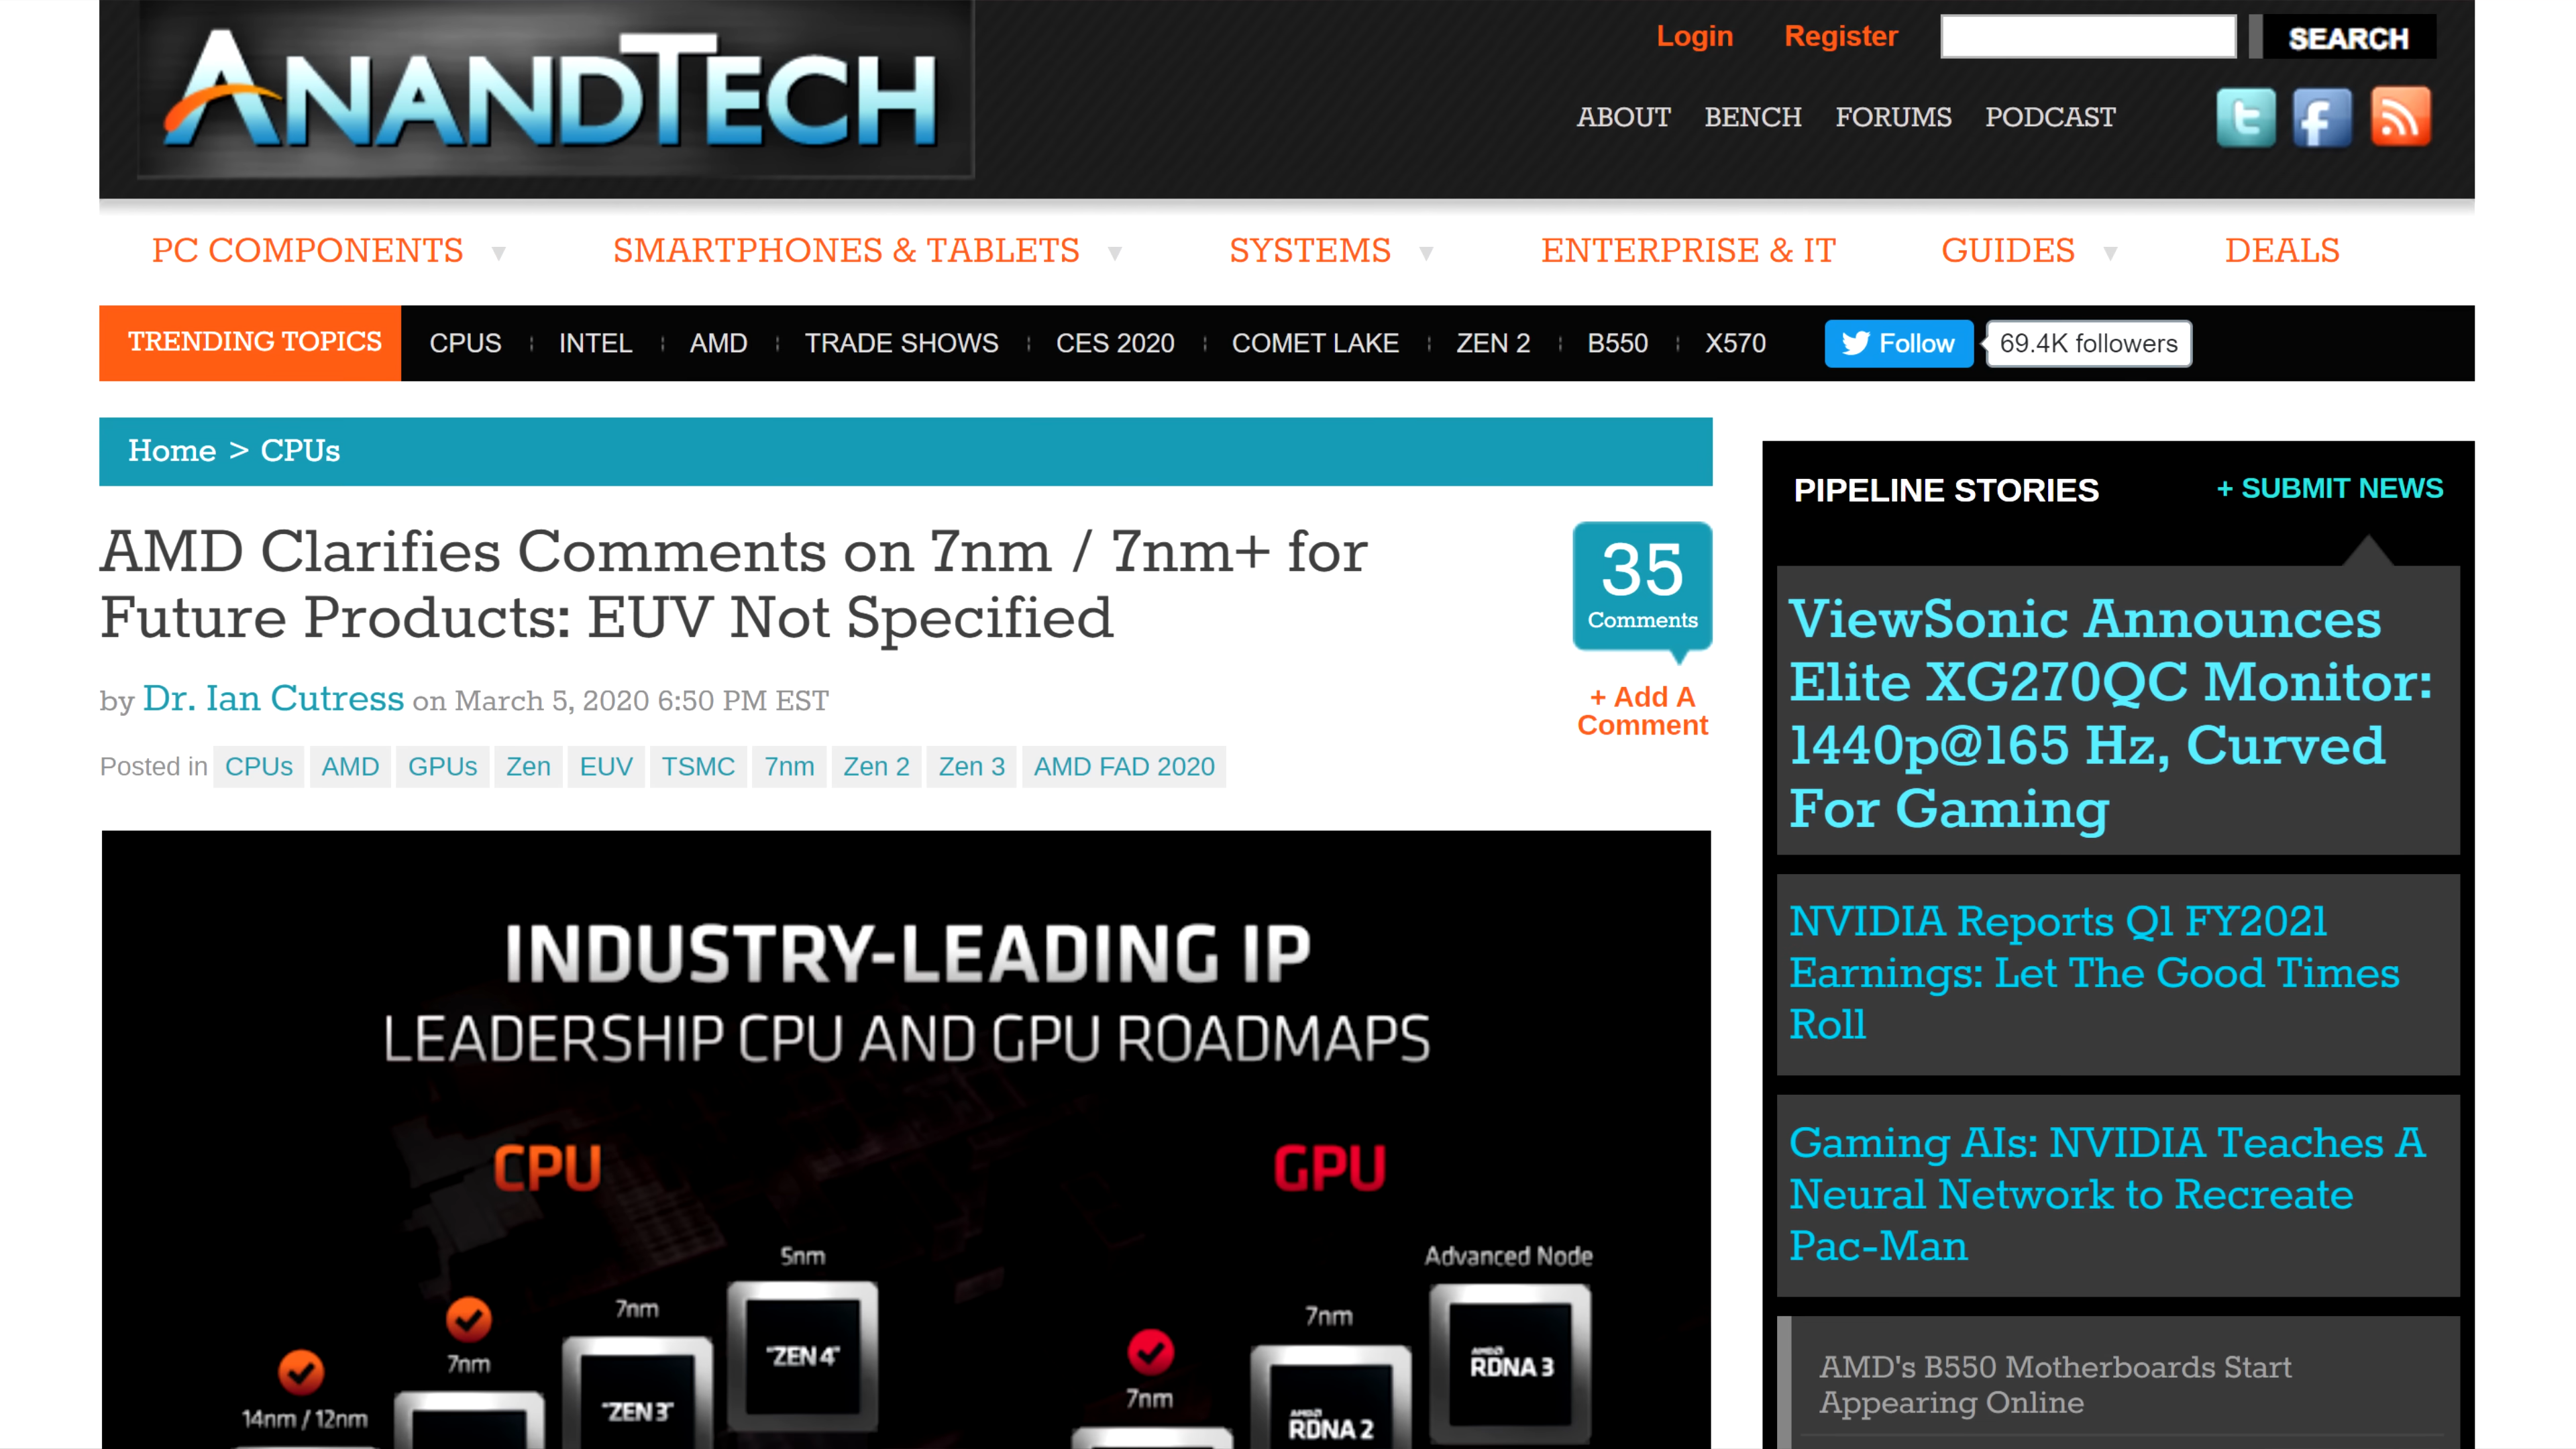 ANANDTECH
Login Register SEARCH
ABOUT BENCH FORUMS PODCAST
PC COMPONENTS SMARTPHONES & TABLETS SYSTEMS ENTERPRISE & IT GUIDES DEALS
TRENDING TOPICS CPUS INTEL AMD TRADE SHOWS CES 2020 COMET LAKE ZEN 2 B550 X570 Follow 69.4K followers
Home > CPUs
AMD Clarifies Comments on 7nm / 7nm+ for
Future Products: EUV Not Specified
by Dr. Ian Cutress on March 5, 2020 6:50 PM EST
Posted in CPUs AMD GPUs Zen EUV TSMC 7nm Zen 2 Zen 3 AMD FAD 2020
35
Comments
+ Add A
Comment
INDUSTRY-LEADING IP
LEADERSHIP CPU AND GPU ROADMAPS
CPU
5nm
7nm
"ZEN 4"
7nm
"ZEN 3"
14nm / 12nm
GPU
Advanced Node
7nm
AMD
RDNA 3
7nm
AMD
RDNA 2
PIPELINE STORIES + SUBMIT NEWS
ViewSonic Announces
Elite XG270QC Monitor:
1440p@165 Hz, Curved
For Gaming
NVIDIA Reports Q1 FY2021
Earnings: Let The Good Times
Roll
Gaming AIs: NVIDIA Teaches A
Neural Network to Recreate
Pac-Man
AMD's B550 Motherboards Start
Appearing Online